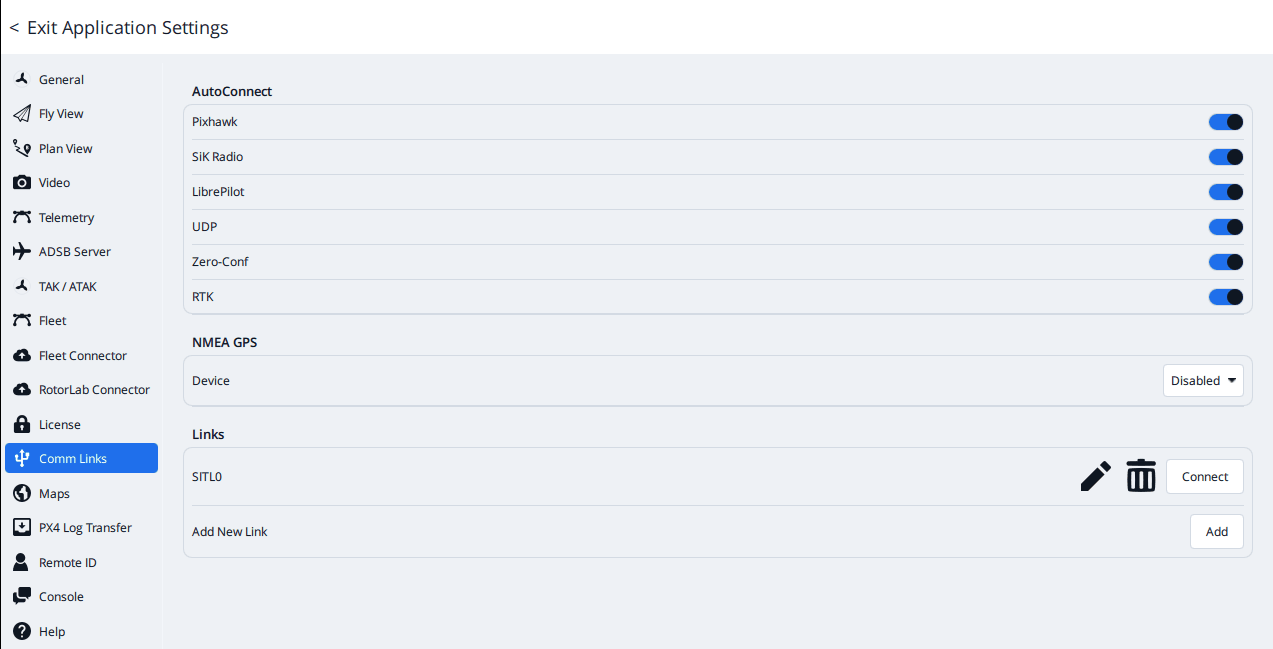 < Exit Application Settings
General
Fly View
Plan View
Video
Telemetry
ADSB Server
TAK / ATAK
Fleet
Fleet Connector
RotorLab Connector
License
Comm Links
Maps
PX4 Log Transfer
Remote ID
Console
Help
AutoConnect
Pixhawk
SiK Radio
LibrePilot
UDP
Zero-Conf
RTK
NMEA GPS
Device Disabled
Links
SITL0 Connect
Add New Link Add